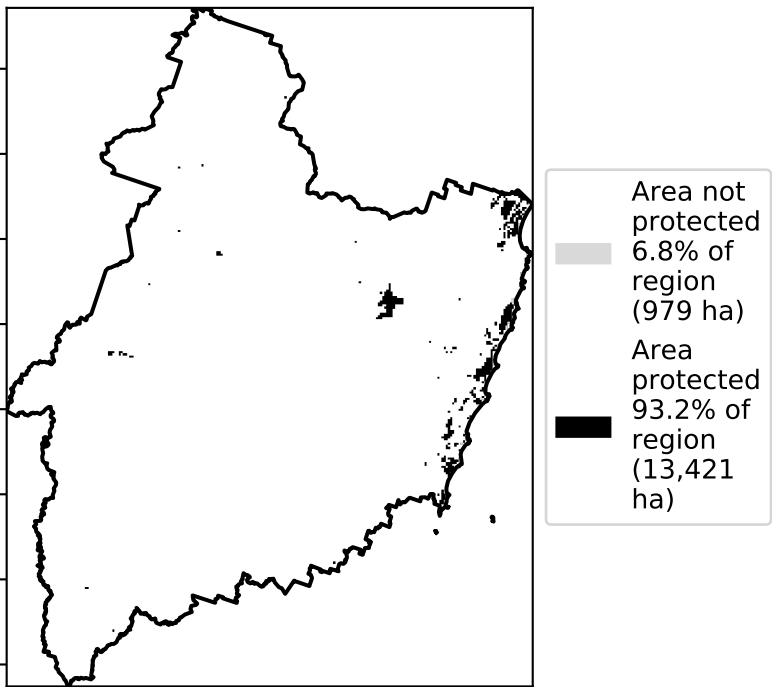 Area not
protected
6.8% of
region
(979 ha)
Area
protected
93.2% of
region
(13,421
ha)